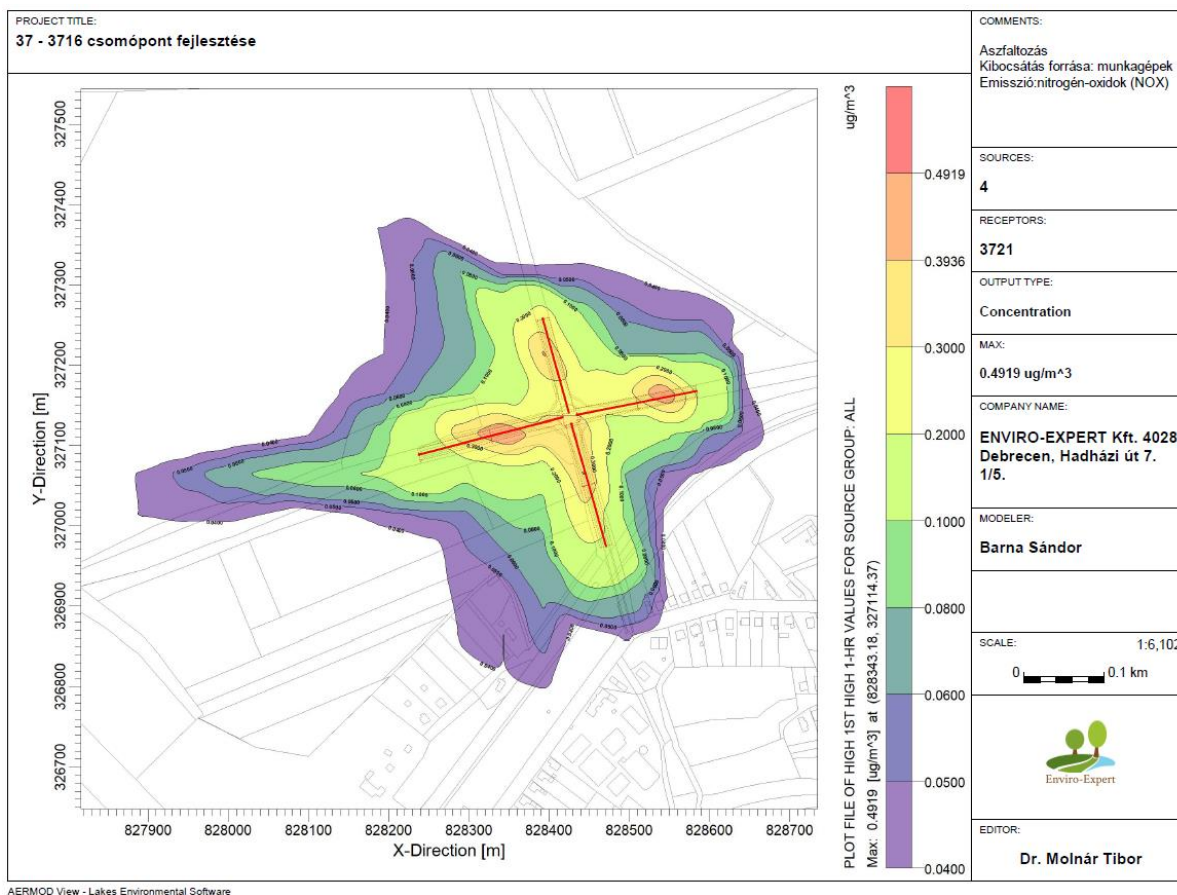 PROJECT TITLE:
37 - 3716 csomópont fejlesztése
COMMENTS:
Aszfaltozás
Kibocsátás forrása: munkagépek
Emisszió:nitrogén-oxidok (NOX)
SOURCES:
4
RECEPTORS:
3721
OUTPUT TYPE:
Concentration
MAX:
0.4919 ug/m^3
COMPANY NAME:
ENVIRO-EXPERT Kft. 4028
Debrecen, Hadházi út 7.
1/5.
MODELER:
Barna Sándor
SCALE:
1:6,102
0 0.1 km
Enviro-Expert
EDITOR:
Dr. Molnár Tibor
Y-Direction [m]
327500
327400
327300
327200
327100
327000
326900
326800
326700
827900 828000 828100 828200 828300 828400 828500 828600 828700
X-Direction [m]
PLOT FILE OF HIGH 1ST HIGH 1-HR VALUES FOR SOURCE GROUP: ALL
ug/m^3
Max: 0.4919 [ug/m^3] at (828343.18, 327114.37)
0.4919
0.3936
0.3000
0.2000
0.1000
0.0800
0.0600
0.0500
0.0400
AERMOD View - Lakes Environmental Software